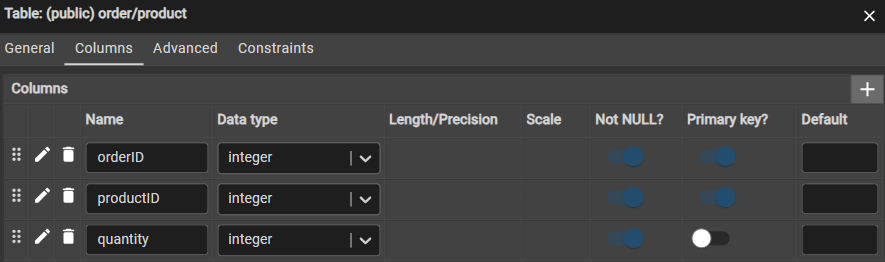 Table: (public) order/product
General Columns Advanced Constraints
Columns
Name Data type Length/Precision Scale Not NULL? Primary key? Default
orderID integer
productID integer
quantity integer